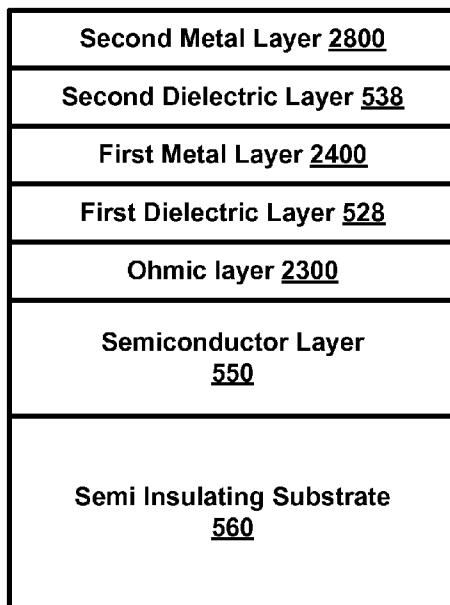 Second Metal Layer 2800
Second Dielectric Layer 538
First Metal Layer 2400
First Dielectric Layer 528
Ohmic layer 2300
Semiconductor Layer
550
Semi Insulating Substrate
560